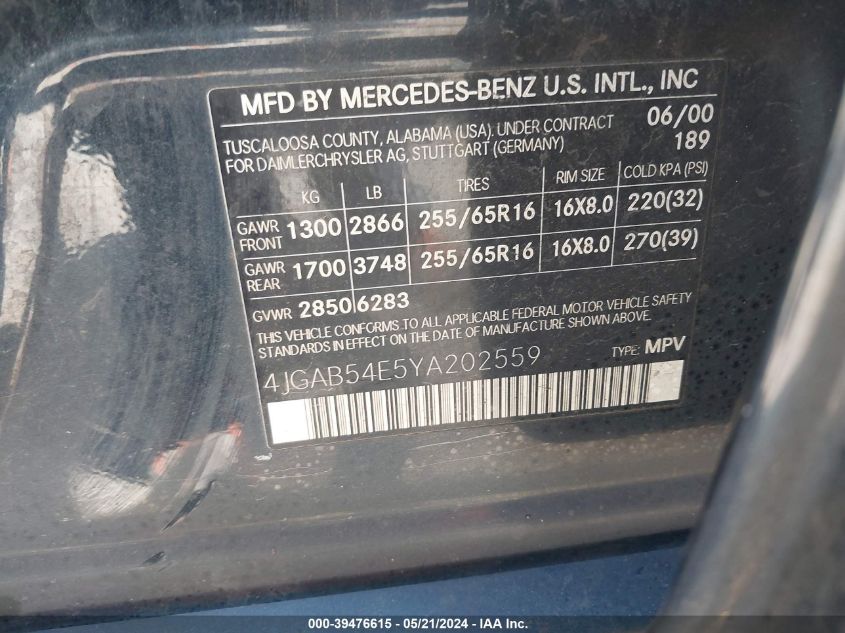 MFD BY MERCEDES-BENZ U.S. INTL., INC
TUSCALOOSA COUNTY, ALABAMA (USA). UNDER CONTRACT 06/00
FOR DAIMLERCHRYSLER AG, STUTTGART (GERMANY) 189
KG LB TIRES RIM SIZE COLD KPA (PSI)
GAWR FRONT 1300 2866 255/65R16 16X8.0 220(32)
GAWR REAR 1700 3748 255/65R16 16X8.0 270(39)
GVWR 2850 6283
THIS VEHICLE CONFORMS TO ALL APPLICABLE FEDERAL MOTOR VEHICLE SAFETY
STANDARDS IN EFFECT ON THE DATE OF MANUFACTURE SHOWN ABOVE.
4JGAB54E5YA202559 TYPE: MPV
000-39476615 - 05/21/2024 - IAAI.com